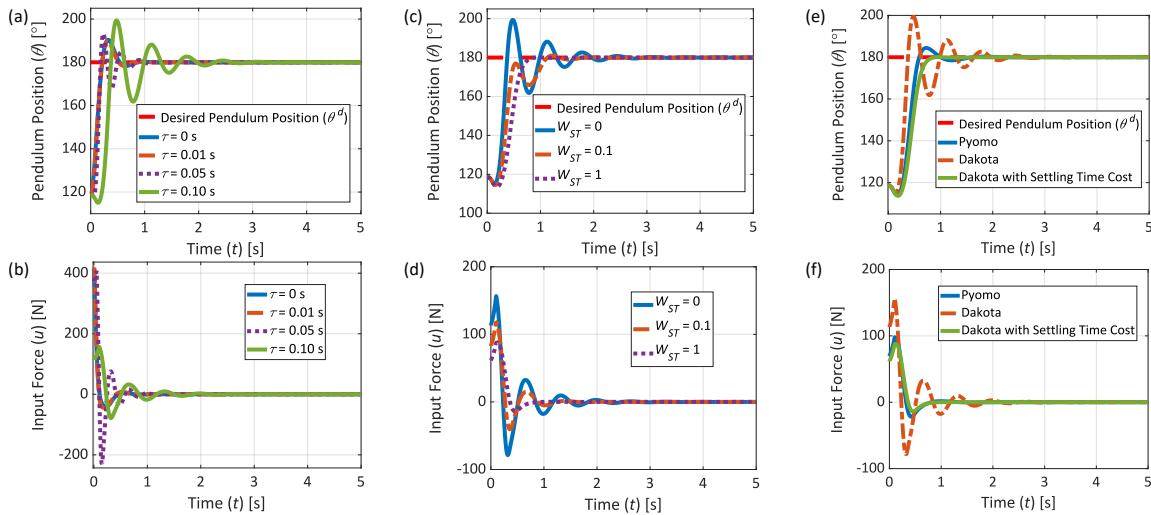 (a)
200
180
160
140
120
Pendulum Position (θ) [°]
Desired Pendulum Position (θ^d)
τ = 0 s
τ = 0.01 s
τ = 0.05 s
τ = 0.10 s
0 1 2 3 4 5
Time (t) [s]
(b)
400
200
0
-200
Input Force (u) [N]
τ = 0 s
τ = 0.01 s
τ = 0.05 s
τ = 0.10 s
0 1 2 3 4 5
Time (t) [s]
(c)
200
180
160
140
120
100
Pendulum Position (θ) [°]
Desired Pendulum Position (θ^d)
W_ST = 0
W_ST = 0.1
W_ST = 1
0 1 2 3 4 5
Time (t) [s]
(d)
200
100
0
-100
Input Force (u) [N]
W_ST = 0
W_ST = 0.1
W_ST = 1
0 1 2 3 4 5
Time (t) [s]
(e)
200
180
160
140
120
Pendulum Position (θ) [°]
Desired Pendulum Position (θ^d)
Pyomo
Dakota
Dakota with Settling Time Cost
0 1 2 3 4 5
Time (t) [s]
(f)
200
100
0
-100
Input Force (u) [N]
Pyomo
Dakota
Dakota with Settling Time Cost
0 1 2 3 4 5
Time (t) [s]